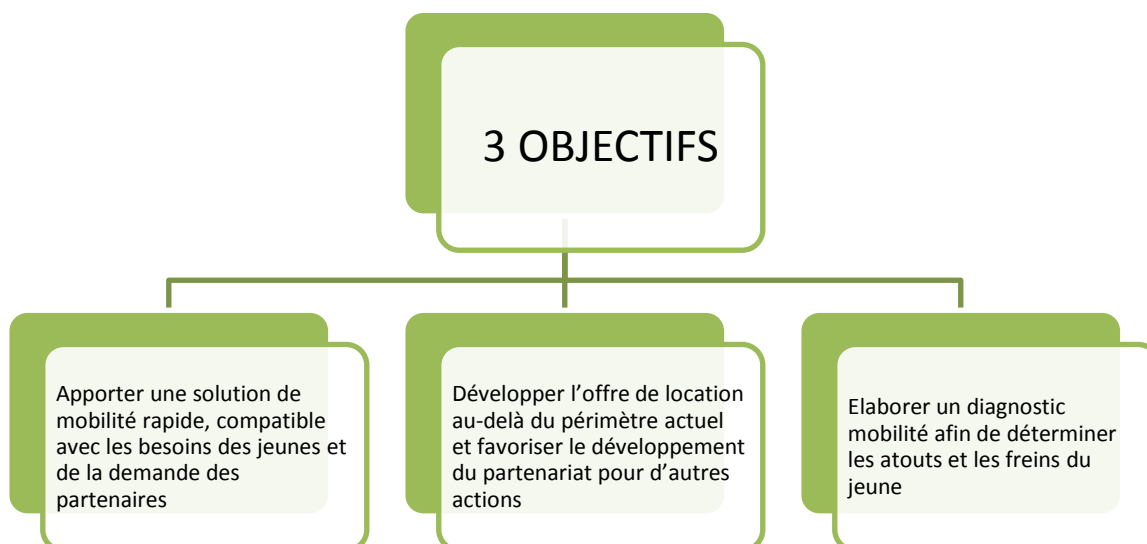 3 OBJECTIFS
Apporter une solution de
mobilité rapide, compatible
avec les besoins des jeunes et
de la demande des
partenaires
Développer l’offre de location
au-delà du périmètre actuel
et favoriser le développement
du partenariat pour d’autres
actions
Elaborer un diagnostic
mobilité afin de déterminer
les atouts et les freins du
jeune